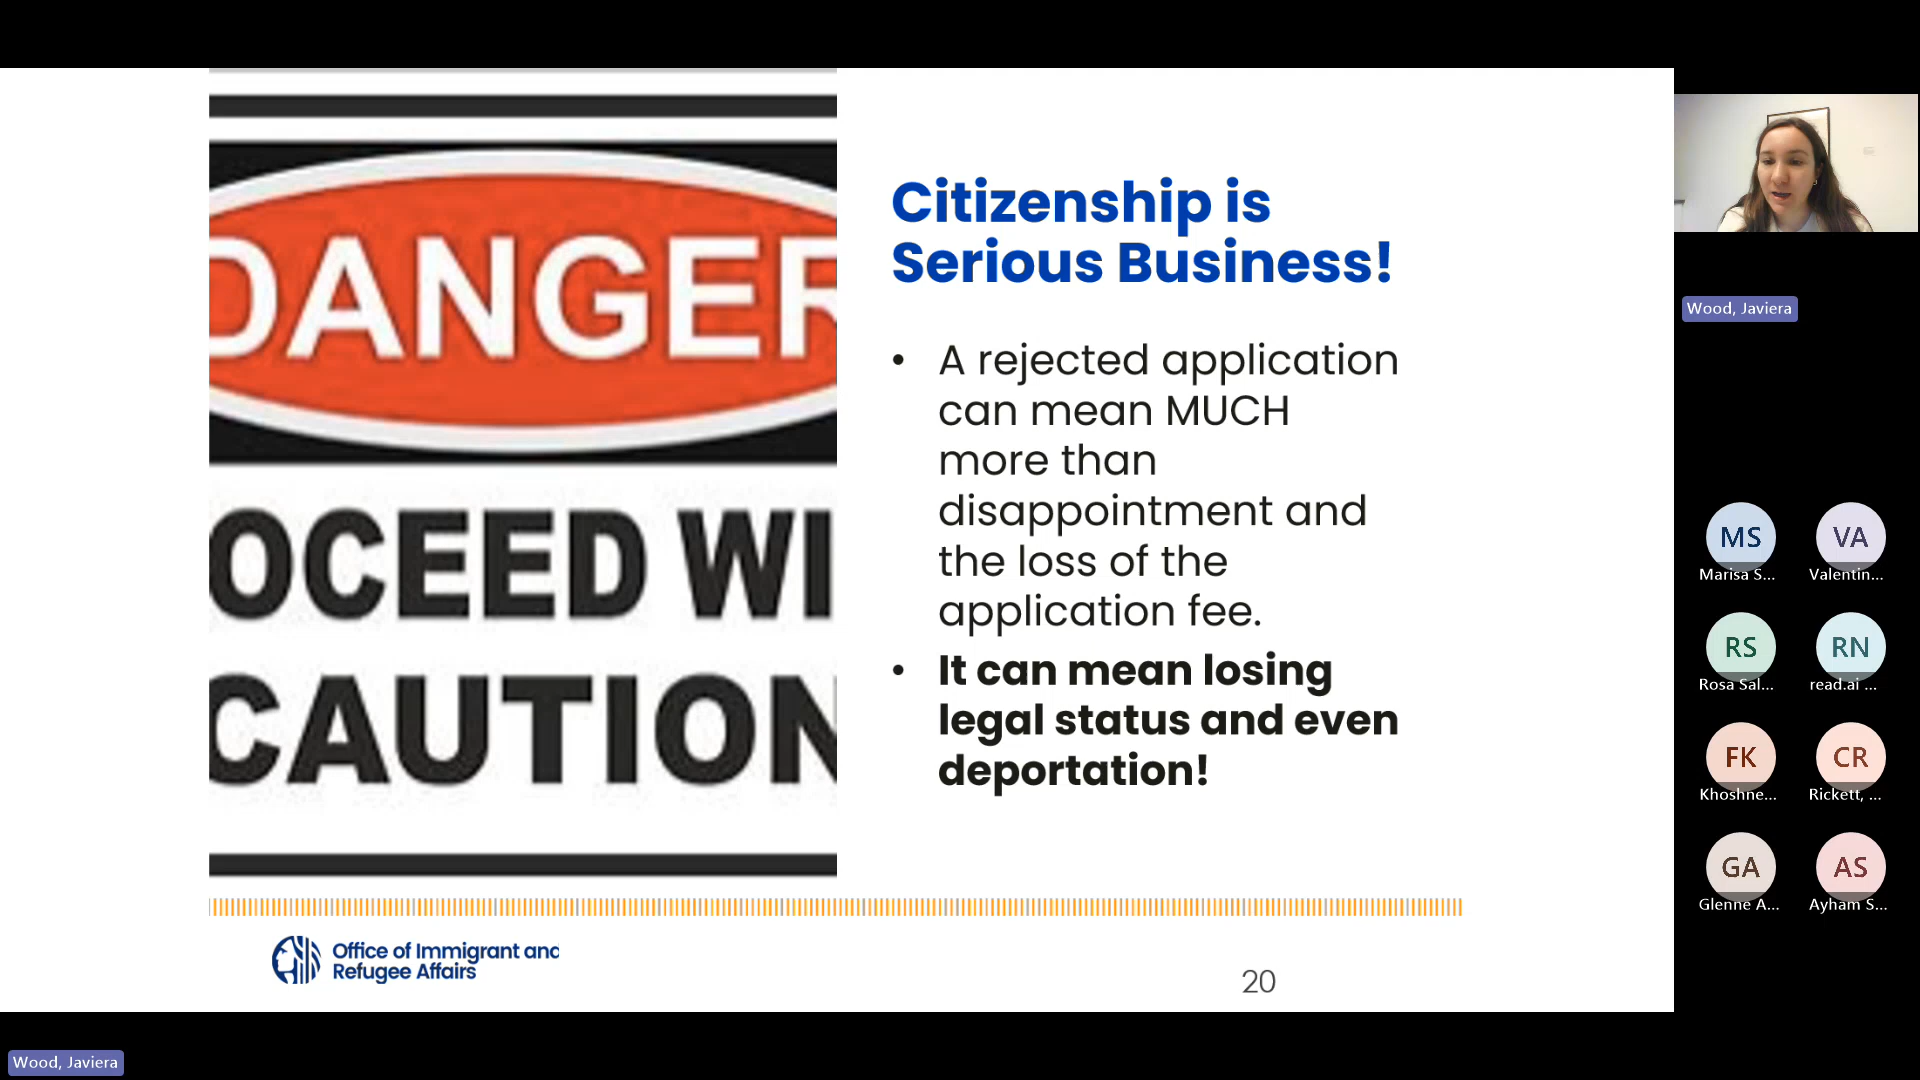 DANGER
OCEED WI
CAUTION
Citizenship is
Serious Business!
• A rejected application
can mean MUCH
more than
disappointment and
the loss of the
application fee.
• It can mean losing
legal status and even
deportation!
Office of Immigrant and
Refugee Affairs
20
Wood, Javiera
MS
VA
Marisa S...
Valentin...
RS
RN
Rosa Sal...
read.ai ...
FK
CR
Khoshne...
Rickett, ...
GA
AS
Glenne A...
Ayham S...
Wood, Javiera